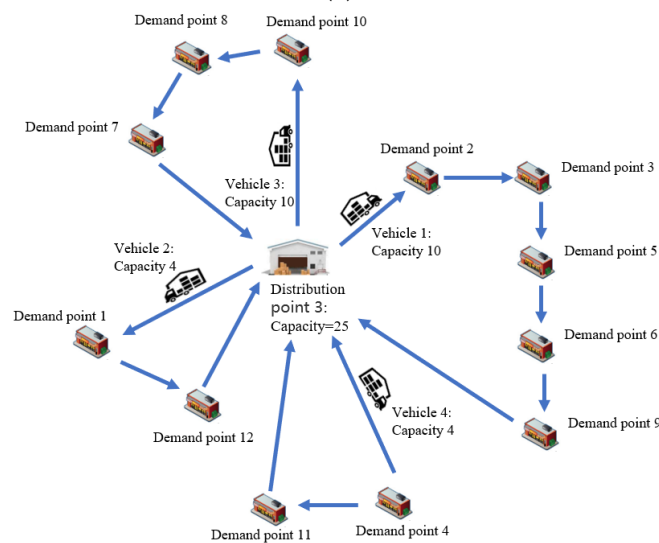 Demand point 8
Demand point 10
Demand point 7
Demand point 2
Demand point 3
Vehicle 3:
Capacity 10
Vehicle 2:
Capacity 4
Vehicle 1:
Capacity 10
Demand point 5
Distribution
point 3:
Capacity=25
Demand point 1
Demand point 6
Vehicle 4:
Capacity 4
Demand point 12
Demand point 9
Demand point 11
Demand point 4